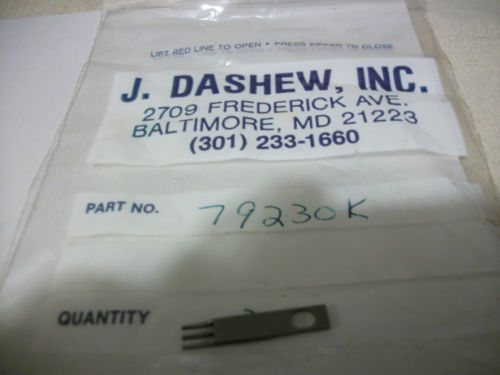 LIFT RED LINE TO OPEN • PRESS ZIPPER TO CLOSE
J. DASHEW, INC.
2709 FREDERICK AVE.
BALTIMORE, MD 21223
(301) 233-1660
PART NO. 79230K
QUANTITY